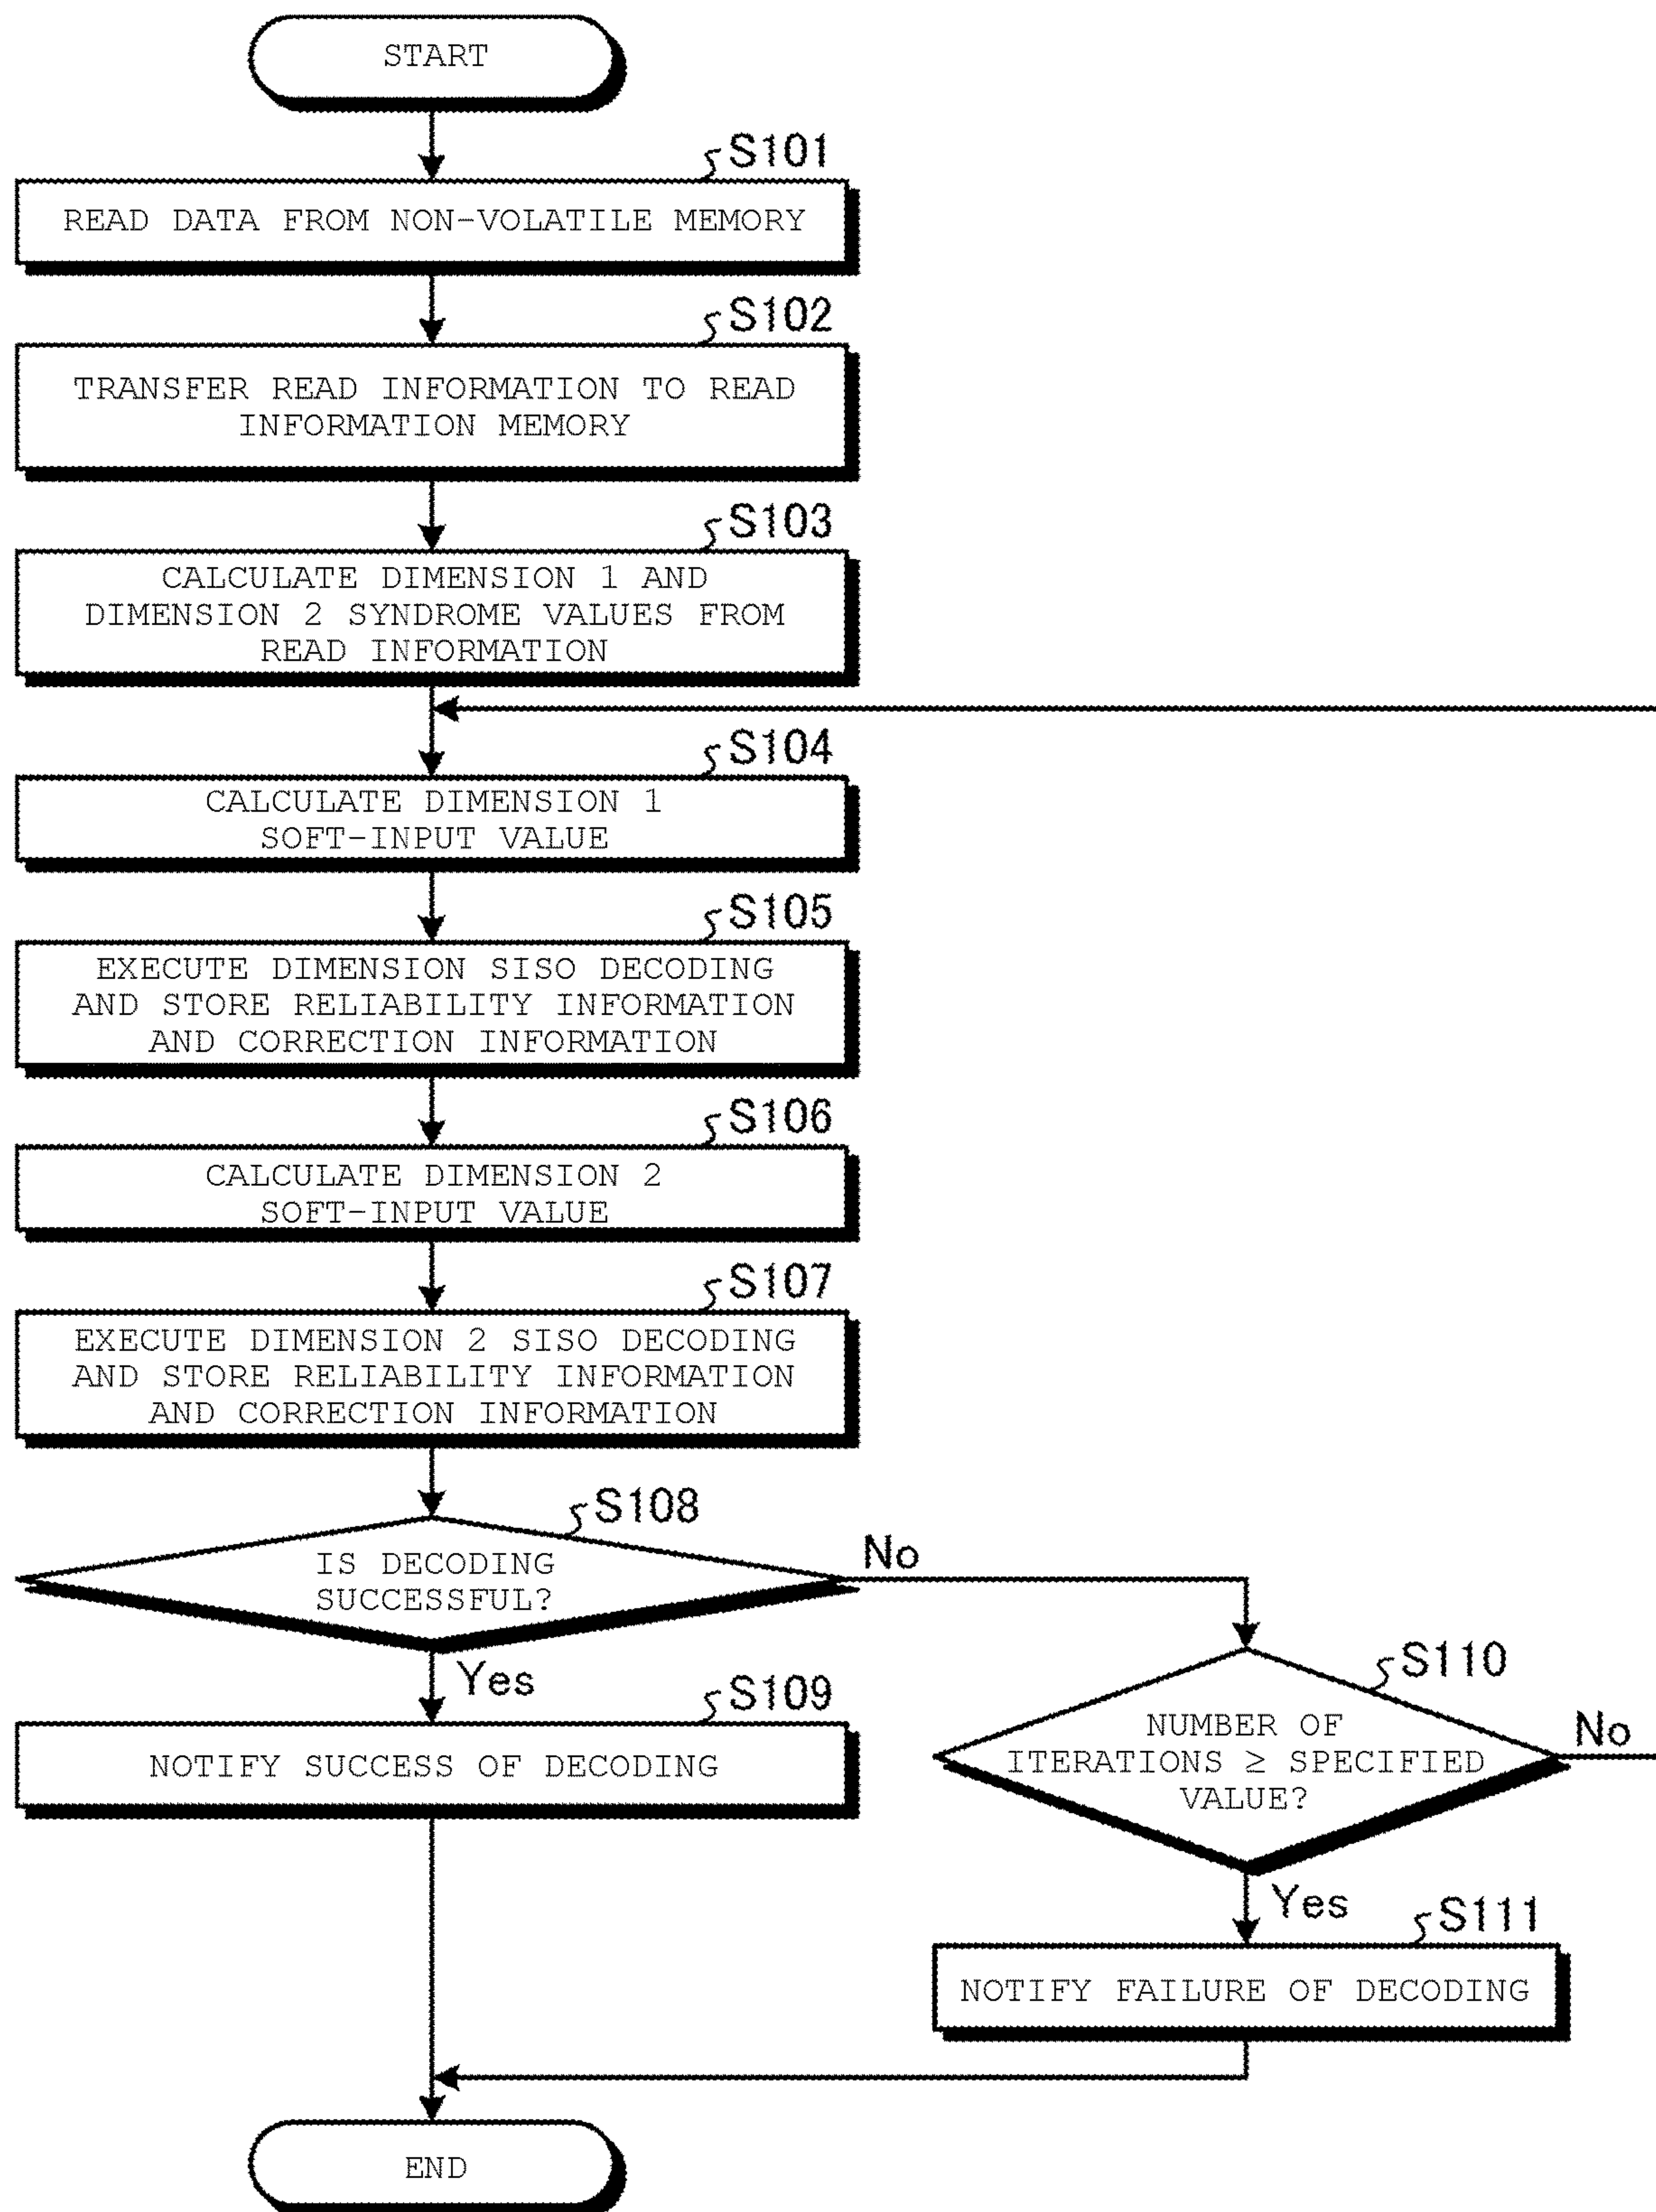 START
S101
READ DATA FROM NON-VOLATILE MEMORY
S102
TRANSFER READ INFORMATION TO READ
INFORMATION MEMORY
S103
CALCULATE DIMENSION 1 AND
DIMENSION 2 SYNDROME VALUES FROM
READ INFORMATION
S104
CALCULATE DIMENSION 1
SOFT-INPUT VALUE
S105
EXECUTE DIMENSION SISO DECODING
AND STORE RELIABILITY INFORMATION
AND CORRECTION INFORMATION
S106
CALCULATE DIMENSION 2
SOFT-INPUT VALUE
S107
EXECUTE DIMENSION 2 SISO DECODING
AND STORE RELIABILITY INFORMATION
AND CORRECTION INFORMATION
S108
IS DECODING
SUCCESSFUL?
No
Yes
S109
NOTIFY SUCCESS OF DECODING
S110
NUMBER OF
ITERATIONS ≥ SPECIFIED
VALUE?
No
Yes
S111
NOTIFY FAILURE OF DECODING
END